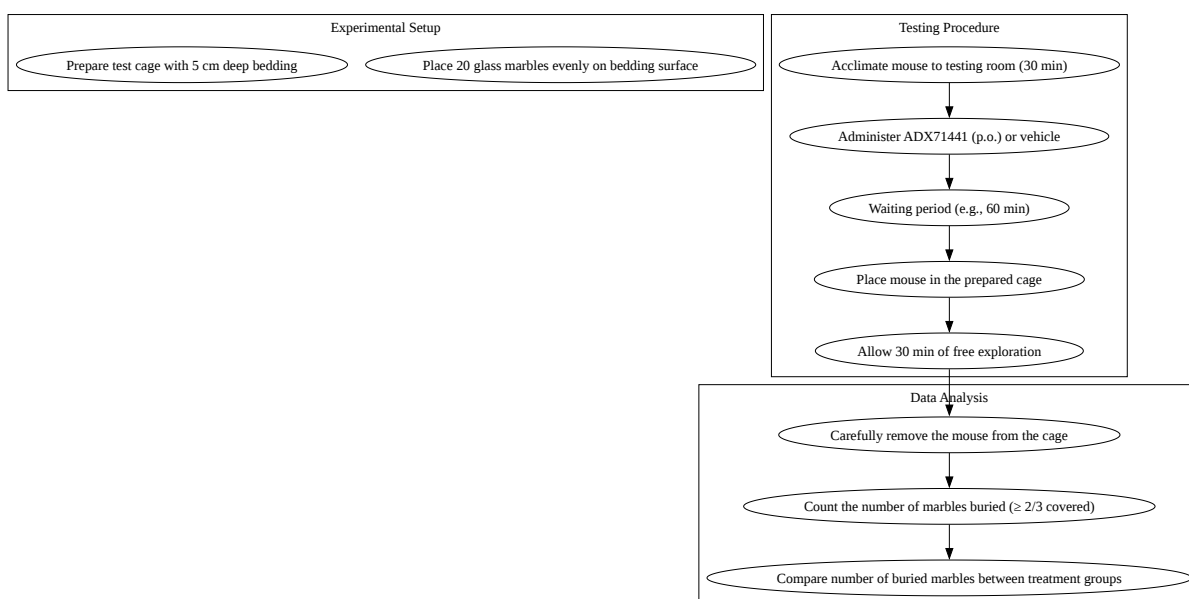 Experimental Setup
Prepare test cage with 5 cm deep bedding
Place 20 glass marbles evenly on bedding surface
Testing Procedure
Acclimate mouse to testing room (30 min)
Administer ADX71441 (p.o.) or vehicle
Waiting period (e.g., 60 min)
Place mouse in the prepared cage
Allow 30 min of free exploration
Data Analysis
Carefully remove the mouse from the cage
Count the number of marbles buried (≥ 2/3 covered)
Compare number of buried marbles between treatment groups